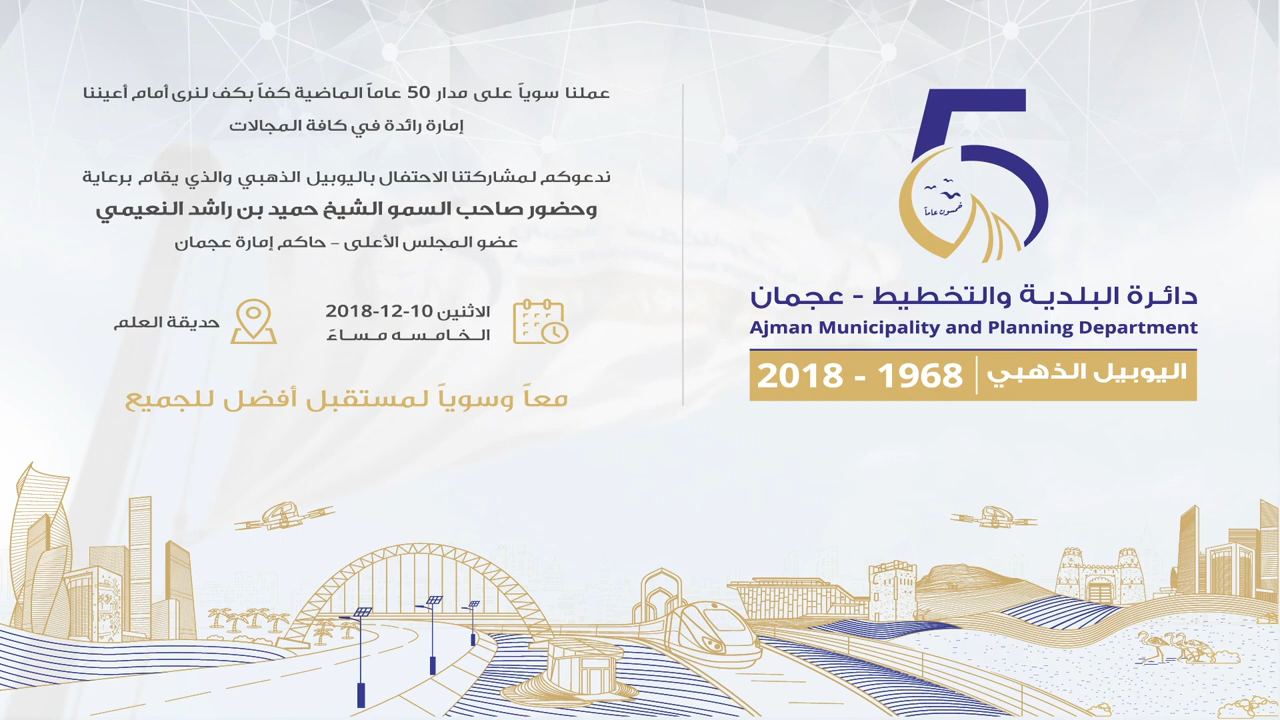 عملنا سوياً على مدار 50 عاماً الماضية كفاً بكف لنرى أمام أعيننا
إمارة رائدة في كافة المجالات
ندعوكم لمشاركتنا الاحتفال باليوبيل الذهبي والذي يقام برعاية
وحضور صاحب السمو الشيخ حميد بن راشد النعيمي
عضو المجلس الأعلى - حاكم إمارة عجمان
الاثنين 10-12-2018
الخامسه مساءً
حديقة العلم
معاً وسوياً لمستقبل أفضل للجميع
5
خمسون عاماً
دائرة البلدية والتخطيط - عجمان
Ajman Municipality and Planning Department
اليوبيل الذهبي | 1968 - 2018